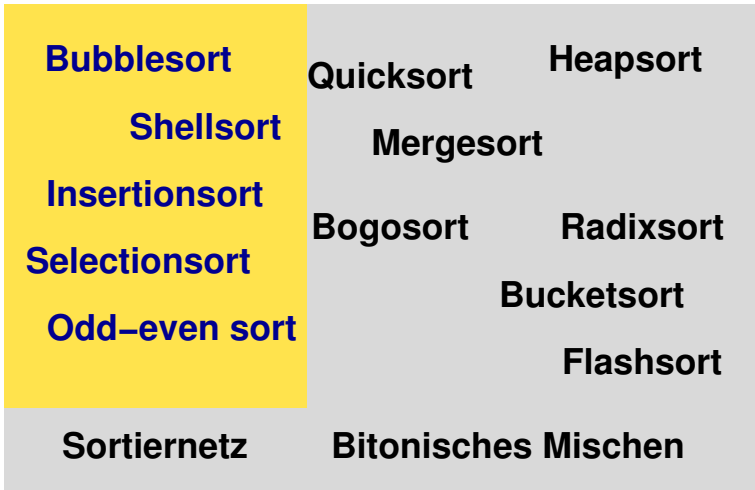 Bubblesort
Shellsort
Insertionsort
Selectionsort
Odd–even sort
Quicksort
Heapsort
Mergesort
Bogosort
Radixsort
Bucketsort
Flashsort
Sortiernetz
Bitonisches Mischen